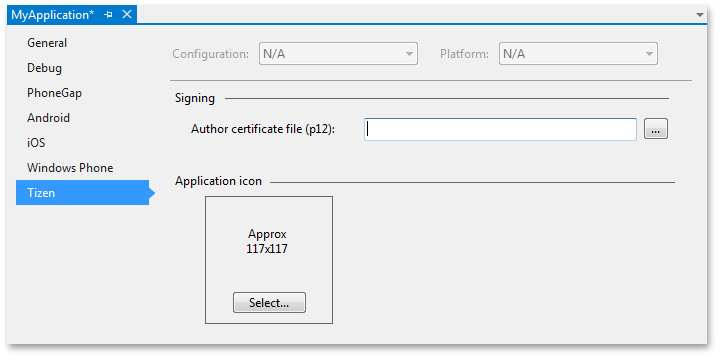 MyApplication*
General
Debug
PhoneGap
Android
iOS
Windows Phone
Tizen
Configuration: N/A Platform: N/A
Signing
Author certificate file (p12): ...
Application icon
Approx
117x117
Select...